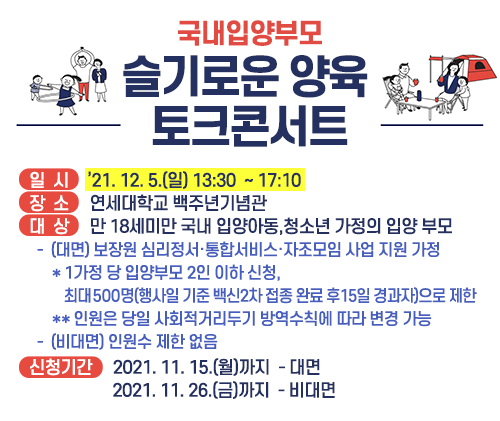 국내입양부모
슬기로운 양육
토크콘서트
일 시 '21. 12. 5.(일) 13:30 ~ 17:10
장 소 연세대학교 백주년기념관
대 상 만 18세미만 국내 입양아동,청소년 가정의 입양 부모
- (대면) 보장원 심리정서·통합서비스·자조모임 사업 지원 가정
* 1가정 당 입양부모 2인 이하 신청,
최대500명(행사일 기준 백신2차 접종 완료 후15일 경과자)으로 제한
** 인원은 당일 사회적거리두기 방역수칙에 따라 변경 가능
- (비대면) 인원수 제한 없음
신청기간 2021. 11. 15.(월)까지 - 대면
2021. 11. 26.(금)까지 - 비대면